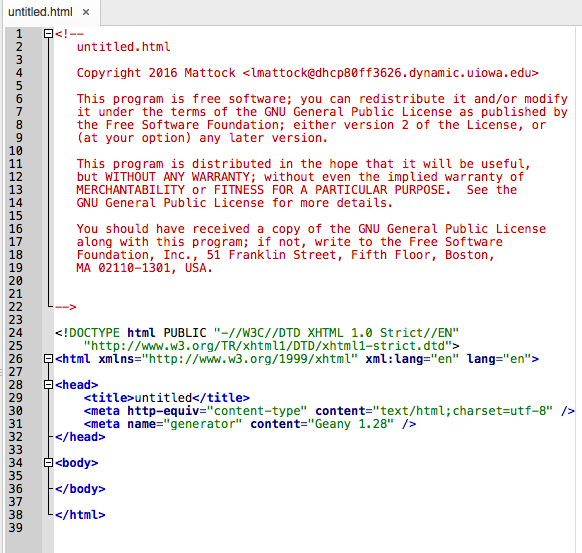 untitled.html ×
1 <!--
2 untitled.html
3
4 Copyright 2016 Mattock <lmattock@dhcp80ff3626.dynamic.uiowa.edu>
5
6 This program is free software; you can redistribute it and/or modify
7 it under the terms of the GNU General Public License as published by
8 the Free Software Foundation; either version 2 of the License, or
9 (at your option) any later version.
10
11 This program is distributed in the hope that it will be useful,
12 but WITHOUT ANY WARRANTY; without even the implied warranty of
13 MERCHANTABILITY or FITNESS FOR A PARTICULAR PURPOSE.  See the
14 GNU General Public License for more details.
15
16 You should have received a copy of the GNU General Public License
17 along with this program; if not, write to the Free Software
18 Foundation, Inc., 51 Franklin Street, Fifth Floor, Boston,
19 MA 02110-1301, USA.
20
21
22 -->
23
24 <!DOCTYPE html PUBLIC "-//W3C//DTD XHTML 1.0 Strict//EN"
25 "http://www.w3.org/TR/xhtml1/DTD/xhtml1-strict.dtd">
26 <html xmlns="http://www.w3.org/1999/xhtml" xml:lang="en" lang="en">
27
28 <head>
29 <title>untitled</title>
30 <meta http-equiv="content-type" content="text/html;charset=utf-8" />
31 <meta name="generator" content="Geany 1.28" />
32 </head>
33
34 <body>
35
36 </body>
37
38 </html>
39